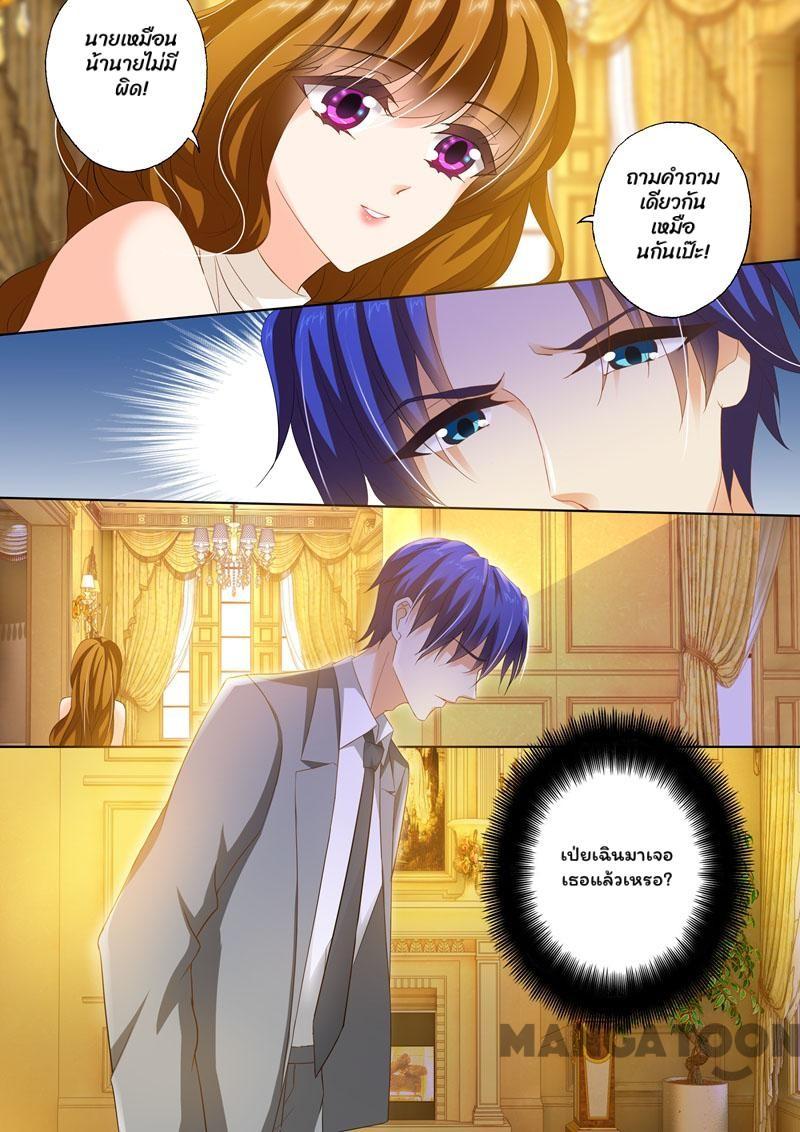 นายเหมือน
น้านายไม่มี
ผิด!
ถามคำถาม
เดียวกัน
เหมือ
นกันเป๊ะ!
เป่ยเฉินมาเจอ
เธอแล้วเหรอ?
MANGATOON